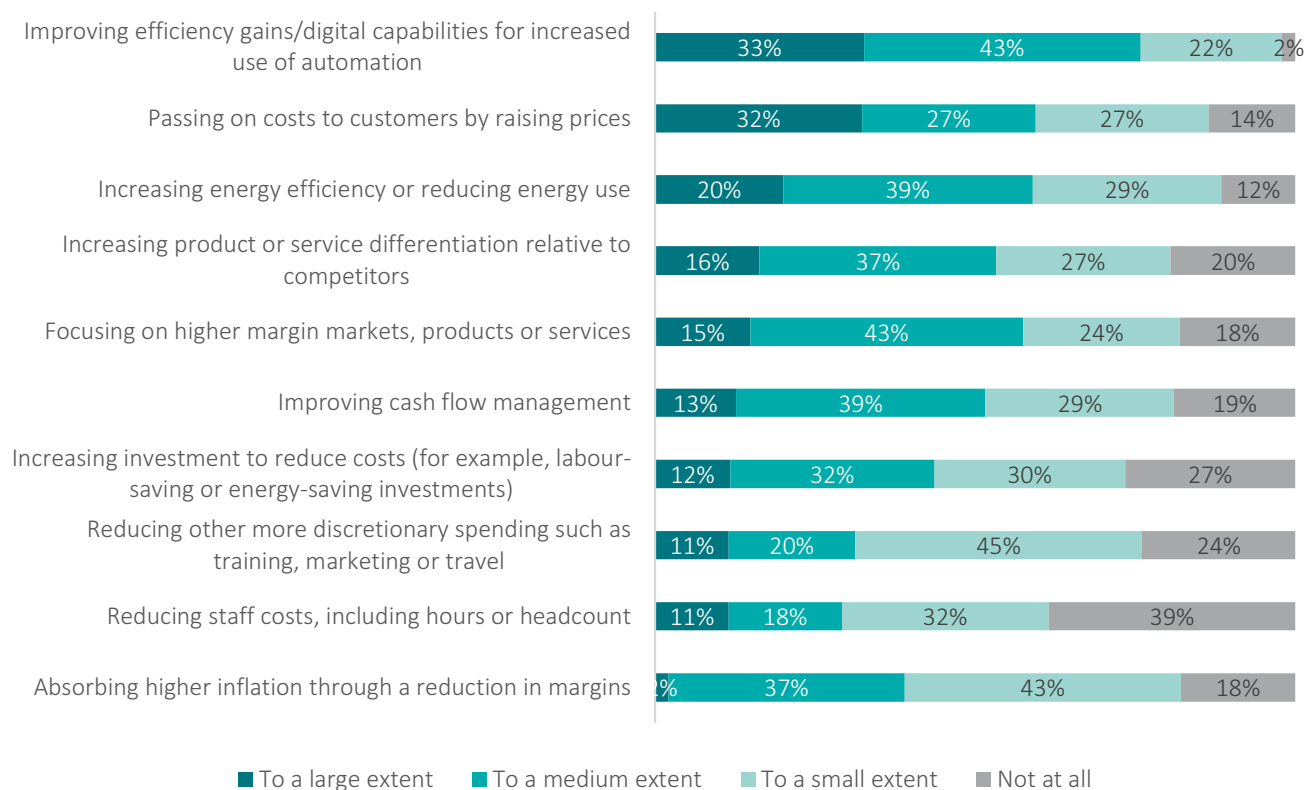 Improving efficiency gains/digital capabilities for increased
use of automation
33% 43% 22% 2%
Passing on costs to customers by raising prices
32% 27% 27% 14%
Increasing energy efficiency or reducing energy use
20% 39% 29% 12%
Increasing product or service differentiation relative to
competitors
16% 37% 27% 20%
Focusing on higher margin markets, products or services
15% 43% 24% 18%
Improving cash flow management
13% 39% 29% 19%
Increasing investment to reduce costs (for example, labour-
saving or energy-saving investments)
12% 32% 30% 27%
Reducing other more discretionary spending such as
training, marketing or travel
11% 20% 45% 24%
Reducing staff costs, including hours or headcount
11% 18% 32% 39%
Absorbing higher inflation through a reduction in margins
2% 37% 43% 18%
To a large extent To a medium extent To a small extent Not at all